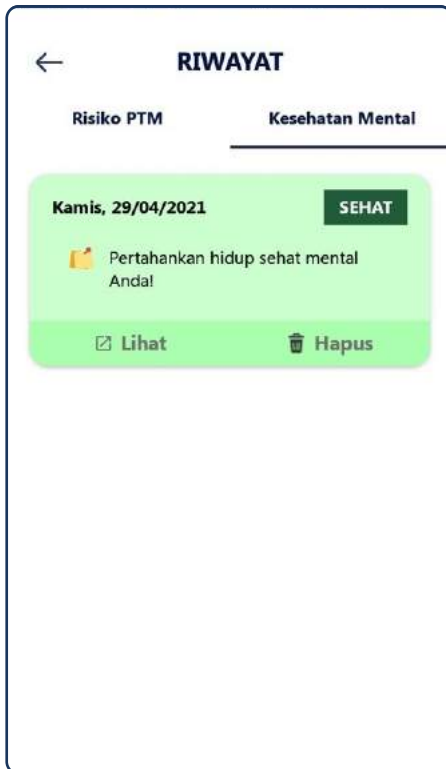 RIWAYAT
Risiko PTM
Kesehatan Mental
Kamis, 29/04/2021
SEHAT
Pertahankan hidup sehat mental
Anda!
Lihat
Hapus